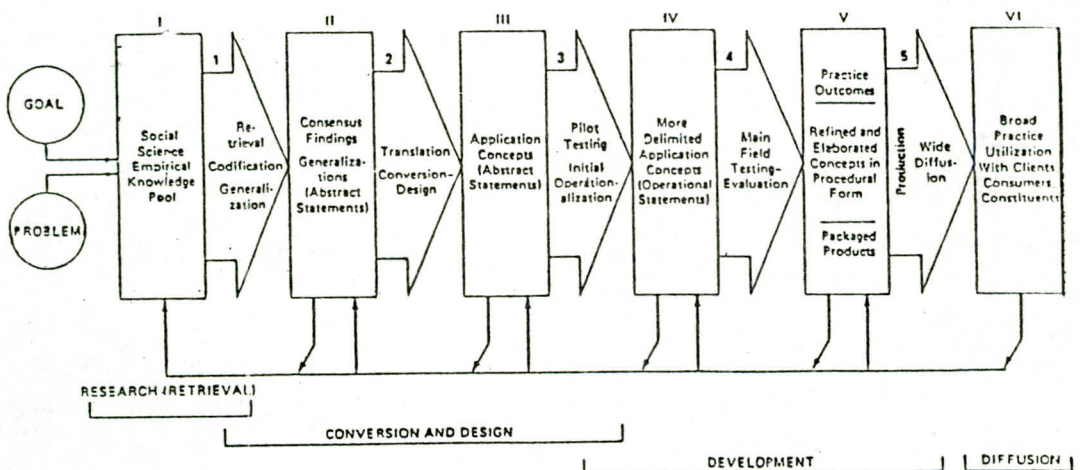 I
II
III
IV
V
VI
GOAL
PROBLEM
Social
Science
Empirical
Knowledge
Pool
1
Re-
trieval
Codification
Generali-
zation
Consensus
Findings
Generaliza-
tions
(Abstract
Statements)
2
Translation
Conversion-
Design
Application
Concepts
(Abstract
Statements)
3
Pilot
Testing
Initial
Operation-
alization
More
Delimited
Application
Concepts
(Operational
Statements)
4
Main
Field
Testing-
Evaluation
Practice
Outcomes
Refined and
Elaborated
Concepts in
Procedural
Form
Packaged
Products
5
Production
Wide
Diffus-
ion
Broad
Practice
Utilization
With Clients
Consumers,
Constituents
RESEARCH (RETRIEVAL)
CONVERSION AND DESIGN
DEVELOPMENT
DIFFUSION